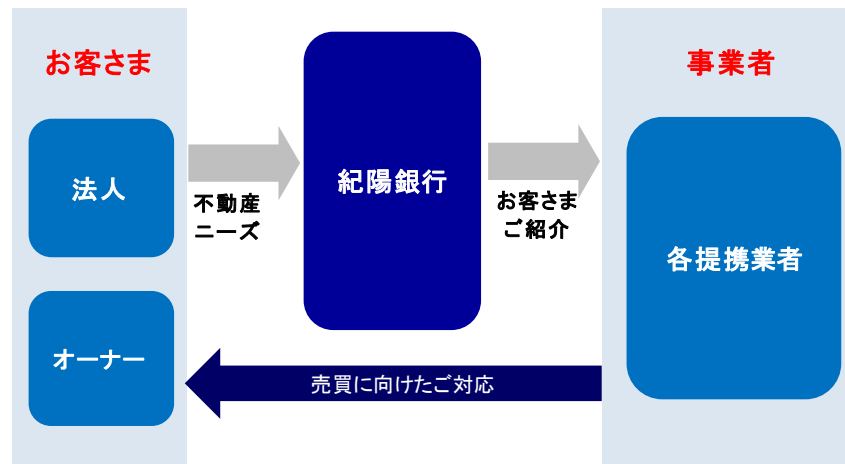 お客さま
法人
オーナー
不動産
ニーズ
紀陽銀行
お客さま
ご紹介
事業者
各提携業者
売買に向けたご対応